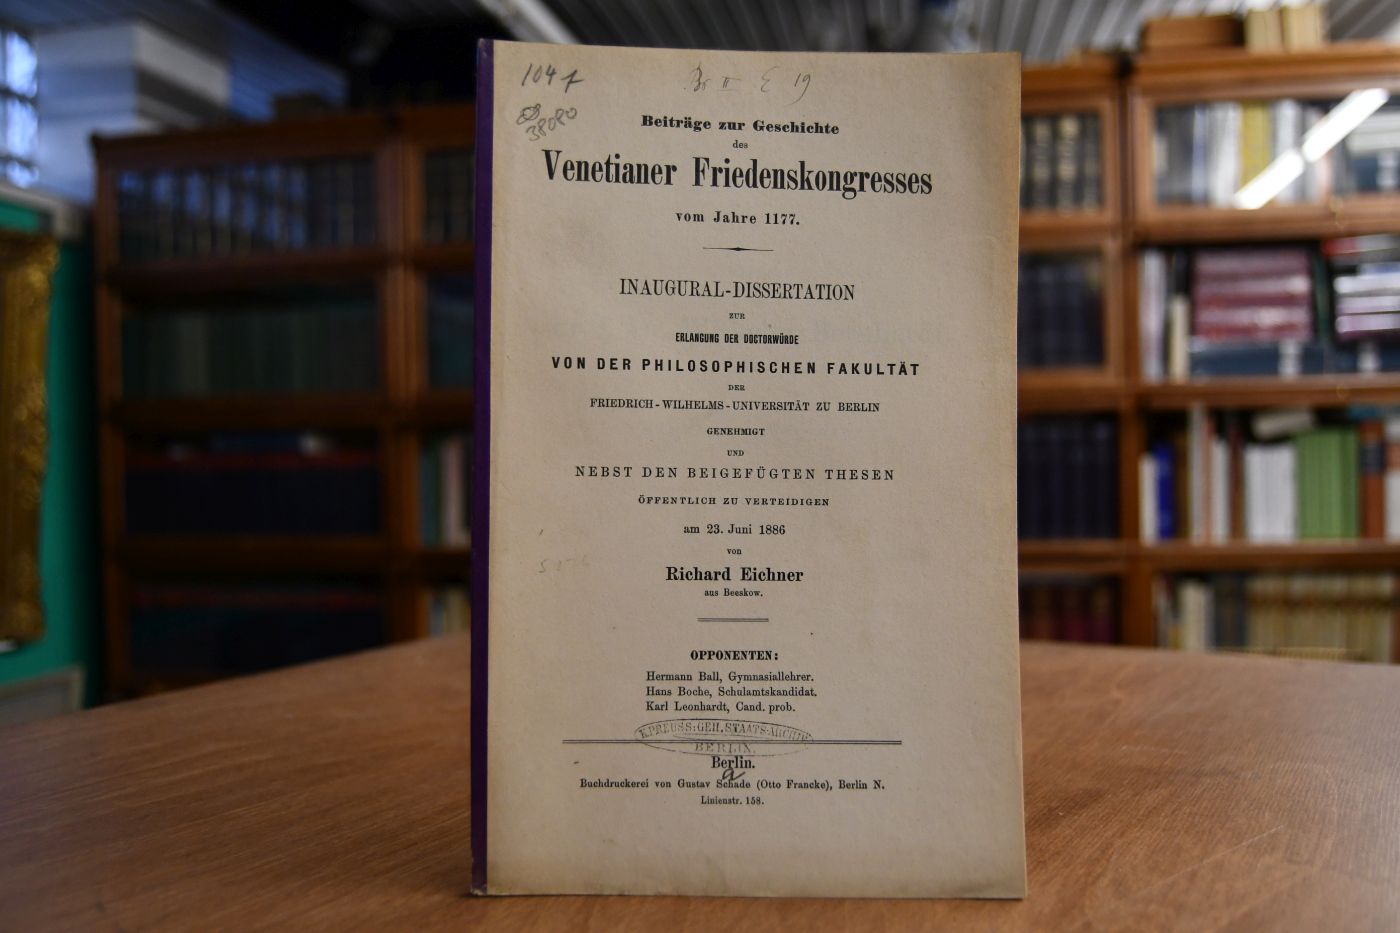 104
38080
Br II E 19
Beiträge zur Geschichte
des
Venetianer Friedenskongresses
vom Jahre 1177.
INAUGURAL-DISSERTATION
ZUR
ERLANGUNG DER DOCTORWÜRDE
VON DER PHILOSOPHISCHEN FAKULTÄT
DER
FRIEDRICH-WILHELMS-UNIVERSITÄT ZU BERLIN
GENEHMIGT
UND
NEBST DEN BEIGEFÜGTEN THESEN
ÖFFENTLICH ZU VERTEIDIGEN
am 23. Juni 1886
von
Richard Eichner
aus Beeskow.
OPPONENTEN:
Hermann Ball, Gymnasiallehrer.
Hans Boche, Schulamtskandidat.
Karl Leonhardt, Cand. prob.
K.PREUSS:GEH.STAATS-ARCHIV
BERLIN.
Berlin.
Buchdruckerei von Gustav Schade (Otto Francke), Berlin N.
Linienstr. 158.